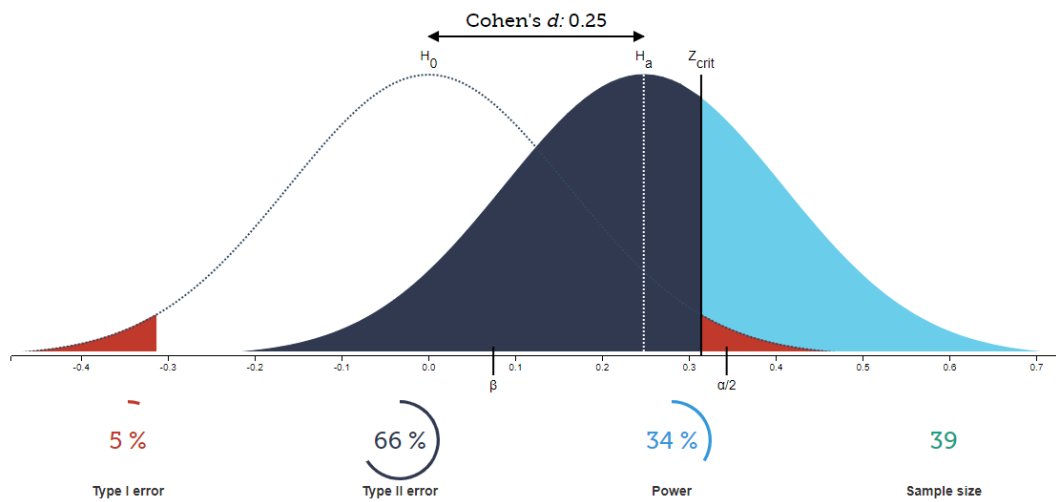 Cohen's d: 0.25
H0 Ha Zcrit
-0.4 -0.3 -0.2 -0.1 0.0 0.1 0.2 0.3 0.4 0.5 0.6 0.7
β α/2
5 % 66 % 34 % 39
Type I error Type II error Power Sample size